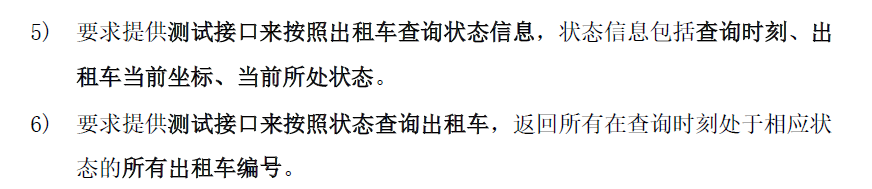 5) 要求提供测试接口来按照出租车查询状态信息，状态信息包括查询时刻、出
租车当前坐标、当前所处状态。
6) 要求提供测试接口来按照状态查询出租车，返回所有在查询时刻处于相应状
态的所有出租车编号。